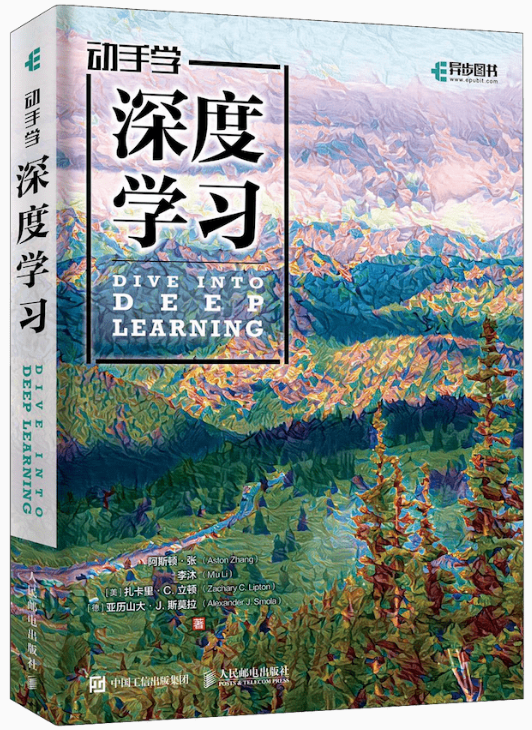 动手学
深度
学习
DIVE INTO
DEEP
LEARNING
异步图书
www.epubit.com
阿斯顿·张（Aston Zhang）
李沐（Mu Li）
[美] 扎卡里·C. 立顿（Zachary C. Lipton）
[德] 亚历山大·J. 斯莫拉（Alexander J. Smola）
著
中国工信出版集团
人民邮电出版社
POSTS & TELECOM PRESS
动手学
深度学习
DIVE INTO
DEEP LEARNING
人民邮电出版社